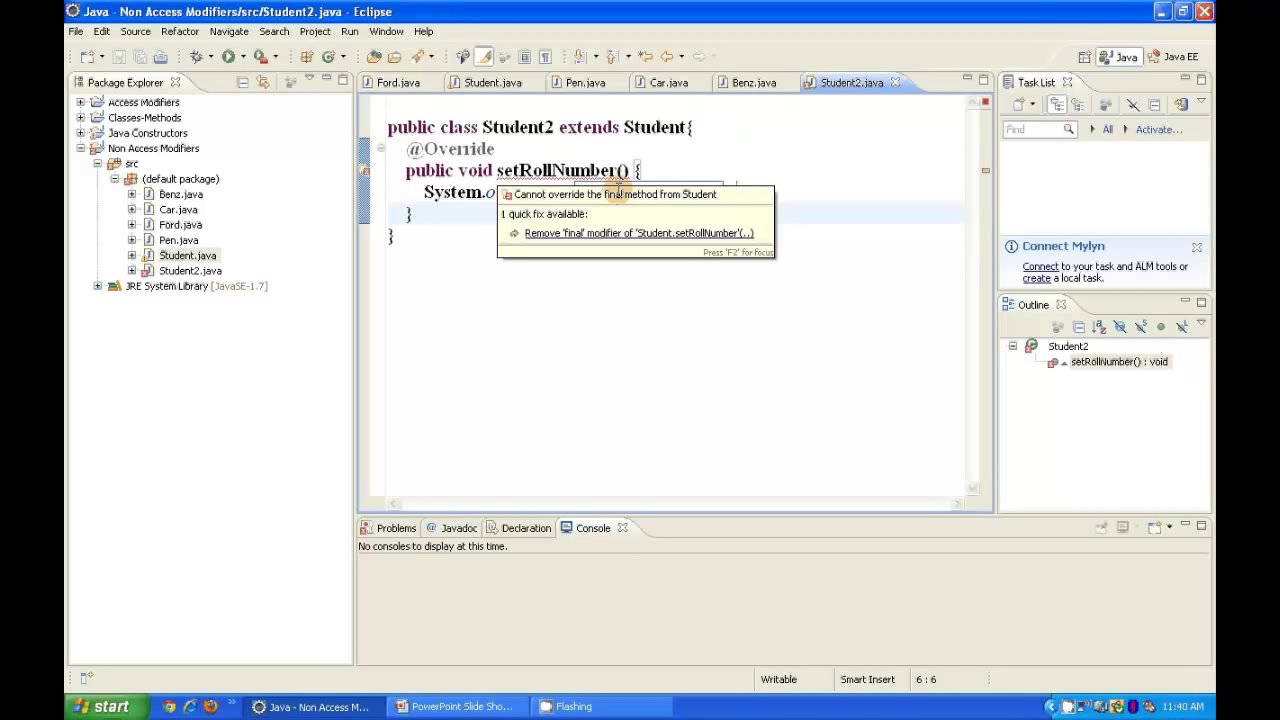 Java - Non Access Modifiers/src/Student2.java - Eclipse
File Edit Source Refactor Navigate Search Project Run Window Help
Java Java EE
Package Explorer
Access Modifiers
Classes-Methods
Java Constructors
Non Access Modifiers
src
(default package)
Benz.java
Car.java
Ford.java
Pen.java
Student.java
Student2.java
JRE System Library [JavaSE-1.7]
Ford.java Student.java Pen.java Car.java Benz.java Student2.java
public class Student2 extends Student{
@Override
public void setRollNumber() {
System.o
}
}
Cannot override the final method from Student
1 quick fix available:
Remove 'final' modifier of 'Student.setRollNumber'(..)
Press 'F2' for focus
Task List
Find All Activate...
Connect Mylyn
Connect to your task and ALM tools or
create a local task.
Outline
Student2
setRollNumber() : void
Problems Javadoc Declaration Console
No consoles to display at this time.
Writable Smart Insert 6 : 6
start Java - Non Access M... PowerPoint Slide Sho... Flashing 11:40 AM